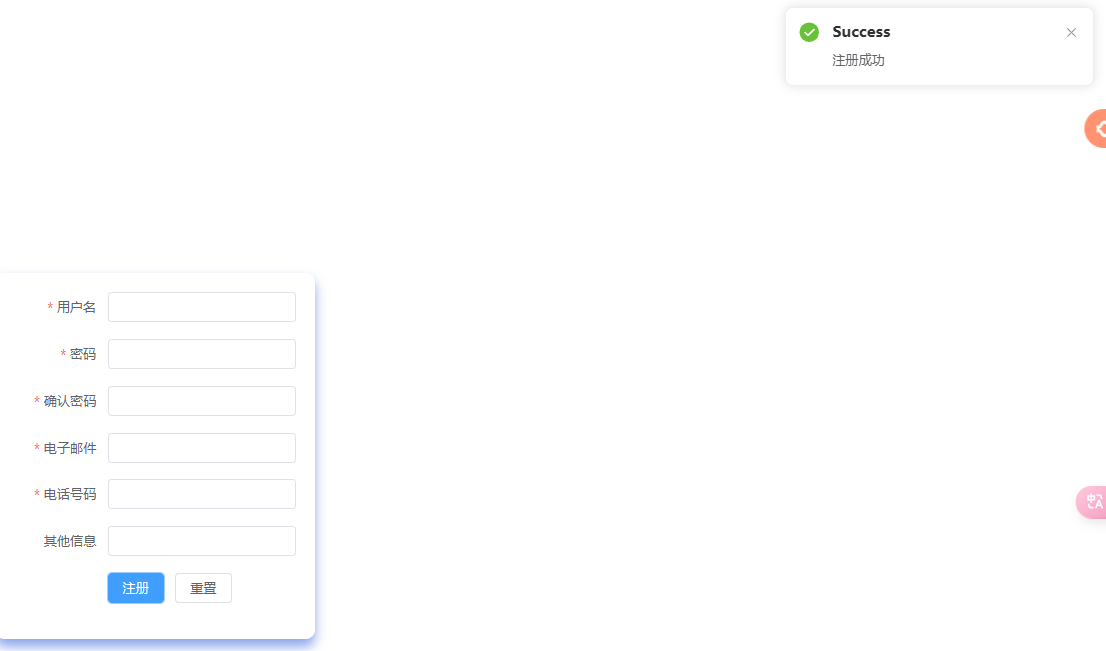 Success
注册成功
* 用户名
* 密码
* 确认密码
* 电子邮件
* 电话号码
其他信息
注册 重置
中
A